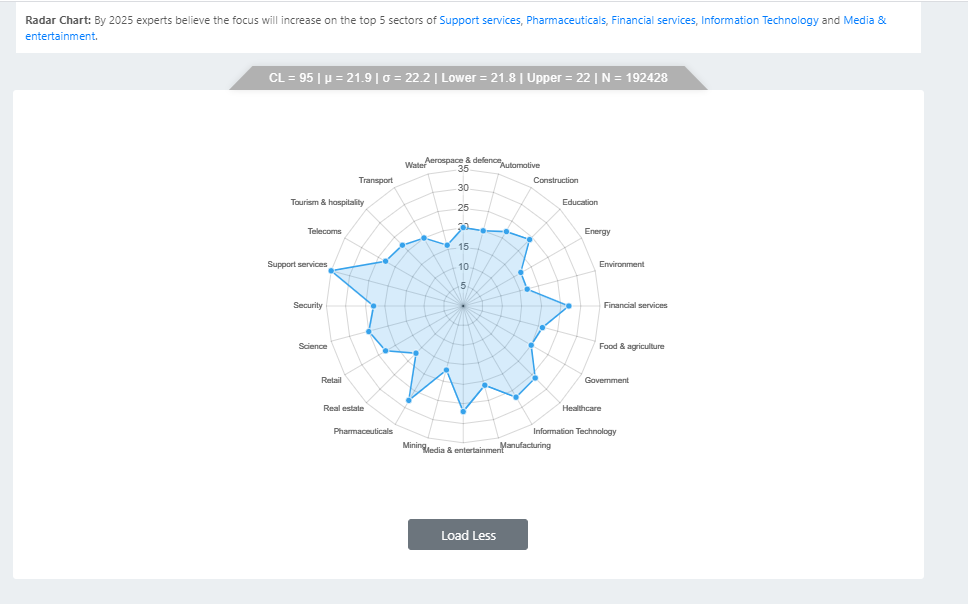 Radar Chart: By 2025 experts believe the focus will increase on the top 5 sectors of Support services, Pharmaceuticals, Financial services, Information Technology and Media &
entertainment.
CL = 95 | μ = 21.9 | σ = 22.2 | Lower = 21.8 | Upper = 22 | N = 192428
Aerospace & defence
Automotive
Construction
Education
Energy
Environment
Financial services
Food & agriculture
Government
Healthcare
Information Technology
Manufacturing
Media & entertainment
Mining
Pharmaceuticals
Real estate
Retail
Science
Security
Support services
Telecoms
Tourism & hospitality
Transport
Water
35
30
25
20
15
10
5
Load Less